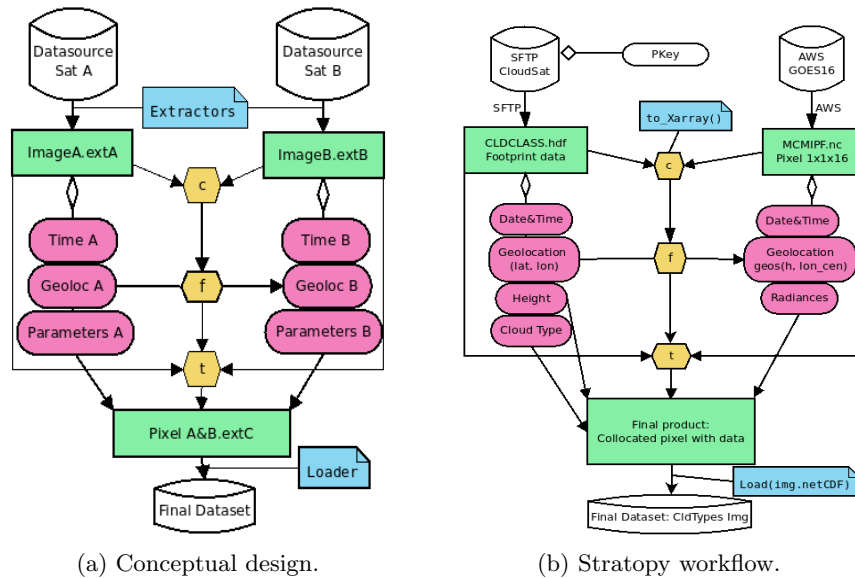 Datasource
Sat A
Datasource
Sat B
Extractors
ImageA.extA
ImageB.extB
c
Time A
Time B
Geoloc A
f
Geoloc B
Parameters A
Parameters B
t
Pixel A&B.extC
Loader
Final Dataset
(a) Conceptual design.
SFTP
CloudSat
PKey
AWS
GOES16
SFTP
AWS
to_Xarray()
CLDCLASS.hdf
Footprint data
MCMIPF.nc
Pixel 1x1x16
c
Date&Time
Date&Time
Geolocation
(lat, lon)
f
Geolocation
geos(h, lon_cen)
Height
Radiances
Cloud Type
t
Final product:
Collocated pixel with data
Load(img.netCDF)
Final Dataset: CldTypes Img
(b) Stratopy workflow.